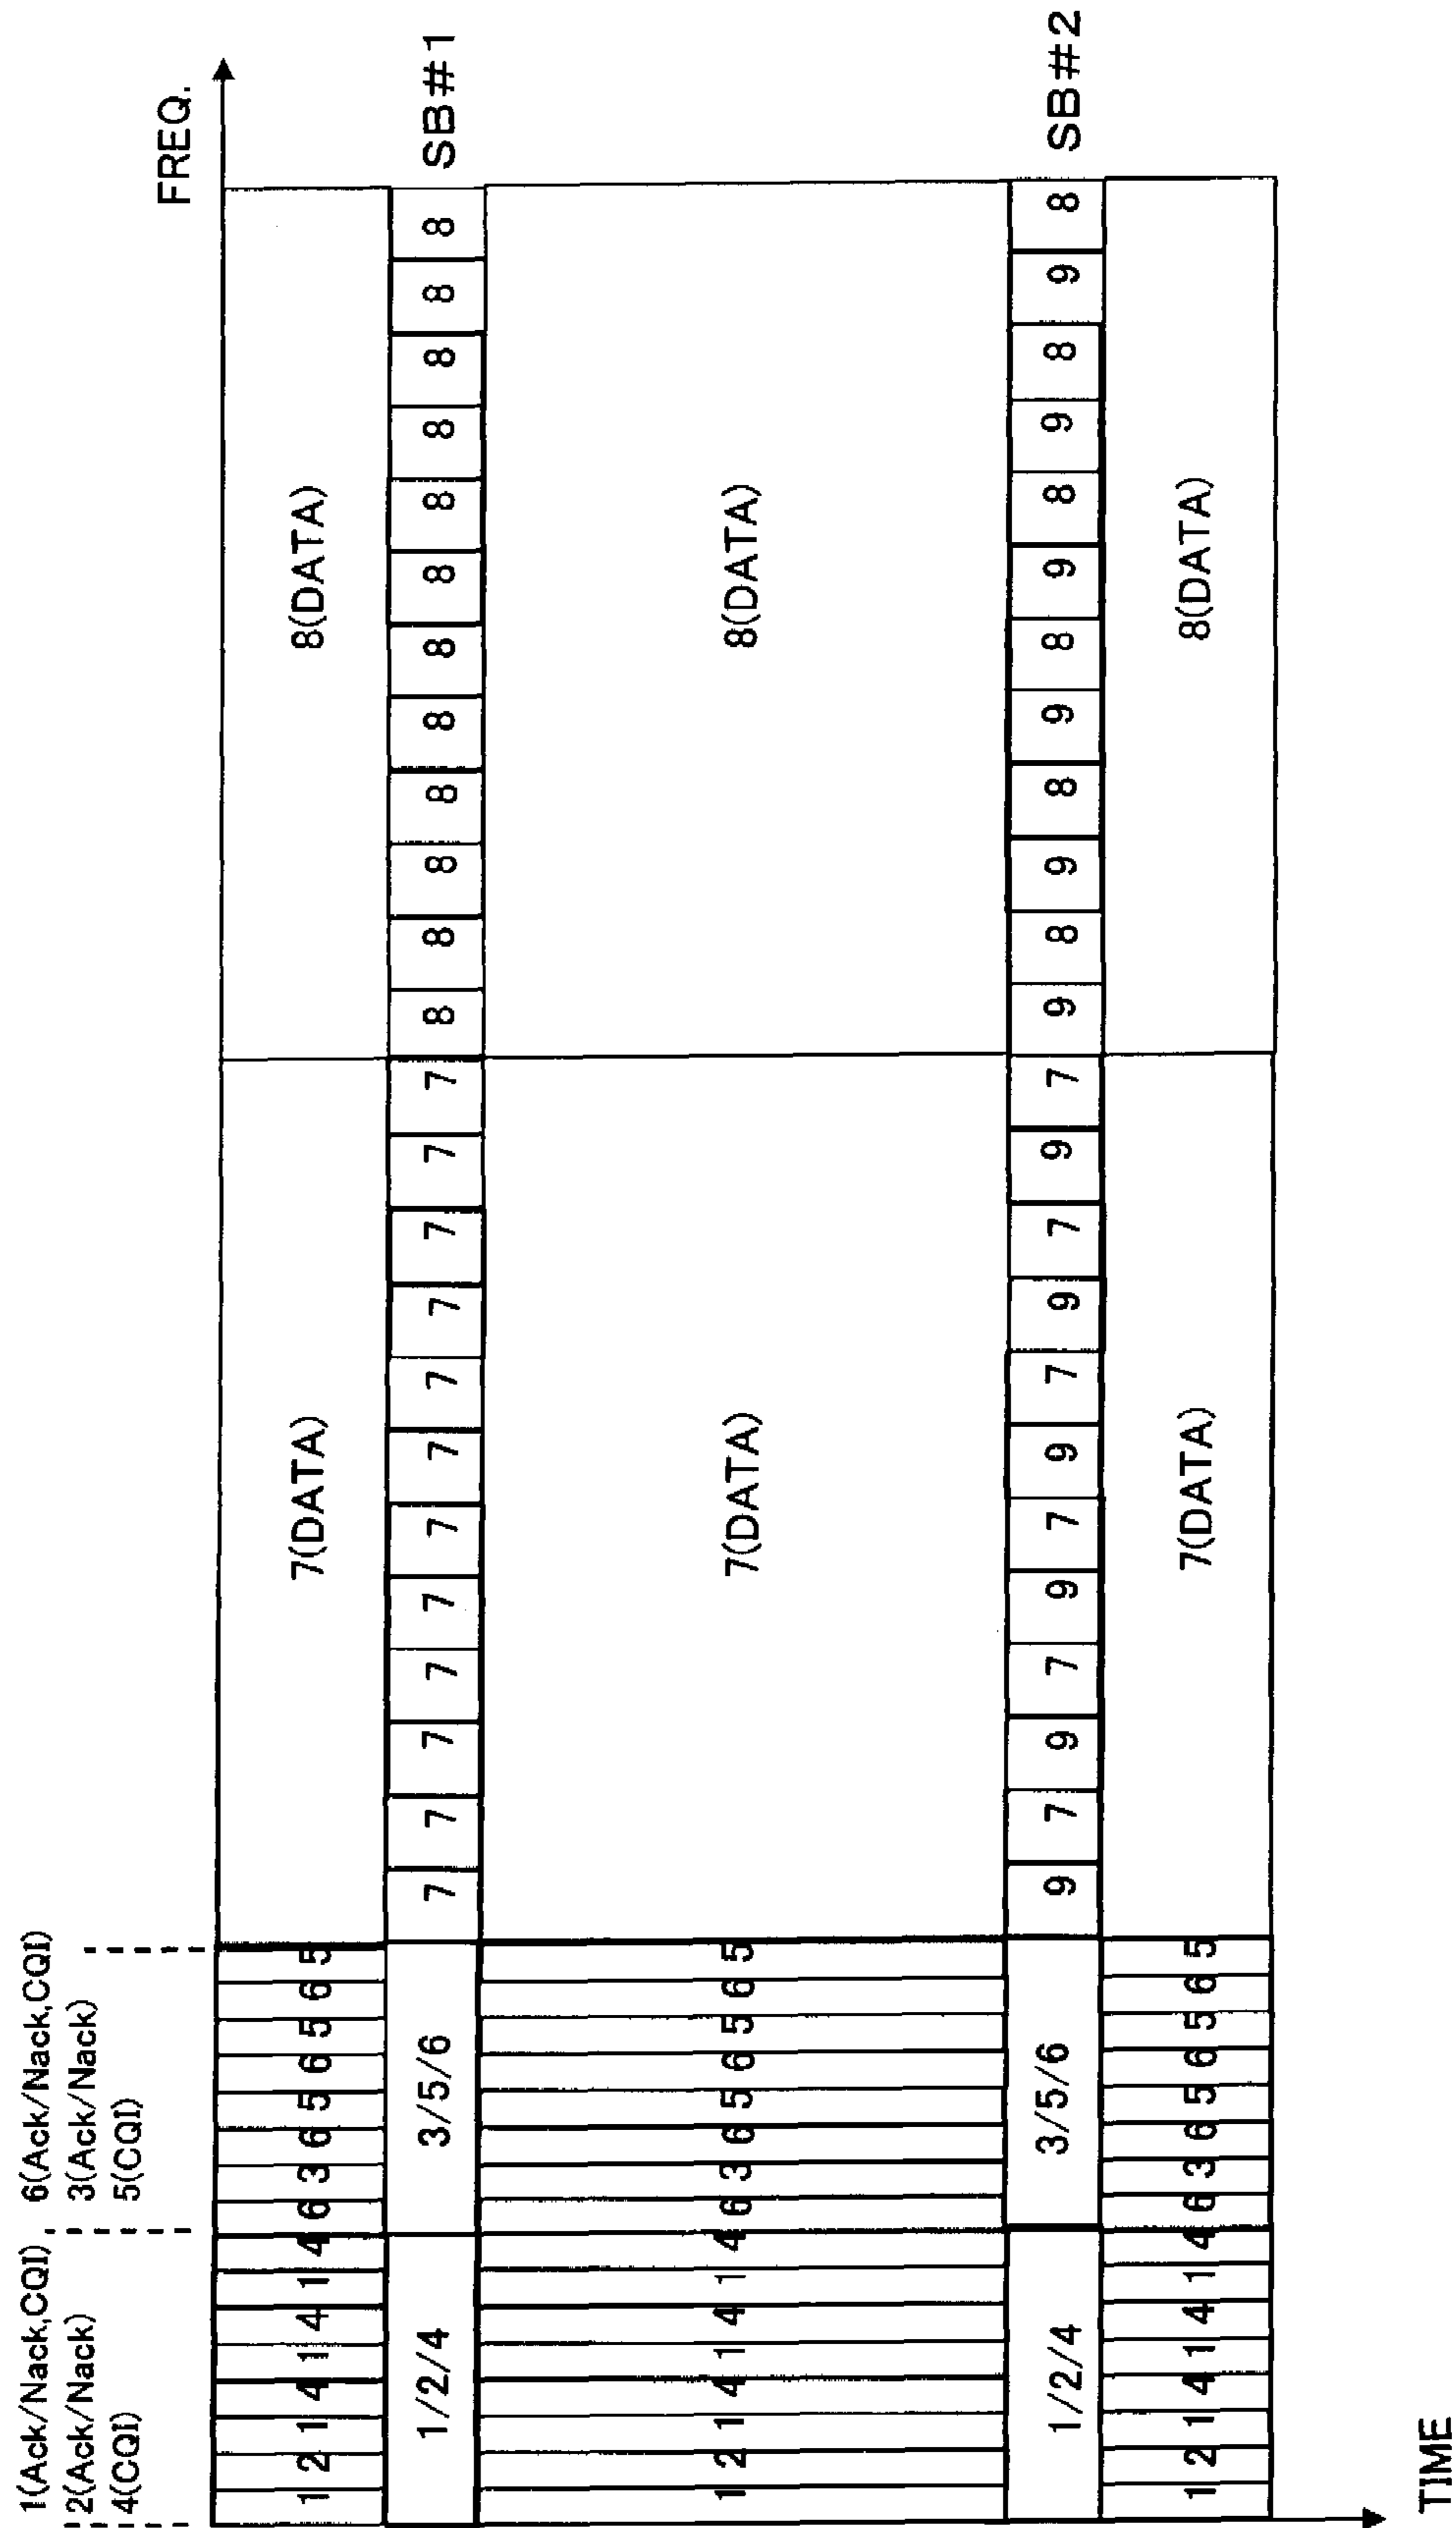 1(Ack/Nack,CQI) 6(Ack/Nack,CQI)
2(Ack/Nack) 3(Ack/Nack)
4(CQI) 5(CQI)
FREQ.
1 2 1 4 1 4 1 4 6 3 6 5 6 5 6 5 7(DATA) 8(DATA)
1/2/4 3/5/6 7 7 7 7 7 7 7 7 7 7 7 7 8 8 8 8 8 8 8 8 8 8 8 8 SB#1
1 2 1 4 1 4 1 4 6 3 6 5 6 5 6 5 7(DATA) 8(DATA)
1/2/4 3/5/6 9 7 9 7 9 7 9 7 9 7 9 7 9 8 9 8 9 8 9 8 9 8 9 8 SB#2
1 2 1 4 1 4 1 4 6 3 6 5 6 5 6 5 7(DATA) 8(DATA)
TIME